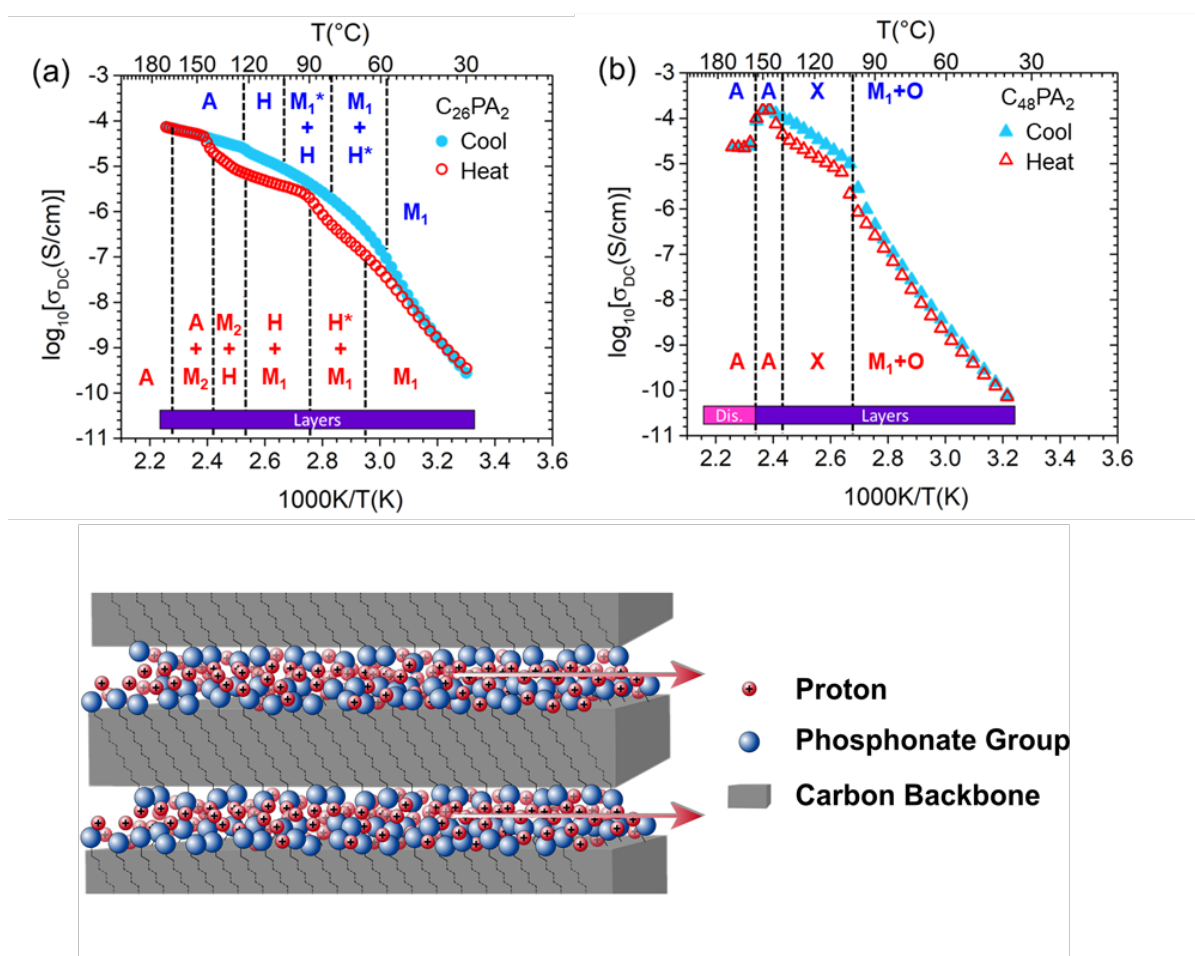 T(°C)
180 150 120 90 60 30
(a)
A H M₁* M₁
+ +
H H*
M₁
C₂₆PA₂
Cool
Heat
-3
-4
-5
-6
-7
-8
-9
-10
-11
log₁₀[σDC(S/cm)]
A M₂ H H*
+ + + +
A M₂ H M₁ M₁ M₁
Layers
2.2 2.4 2.6 2.8 3.0 3.2 3.4 3.6
1000K/T(K)
T(°C)
180 150 120 90 60 30
(b)
A A X M₁+O
C₄₈PA₂
Cool
Heat
-3
-4
-5
-6
-7
-8
-9
-10
-11
log₁₀[σDC(S/cm)]
A A X M₁+O
Dis. Layers
2.2 2.4 2.6 2.8 3.0 3.2 3.4 3.6
1000K/T(K)
Proton
Phosphonate Group
Carbon Backbone